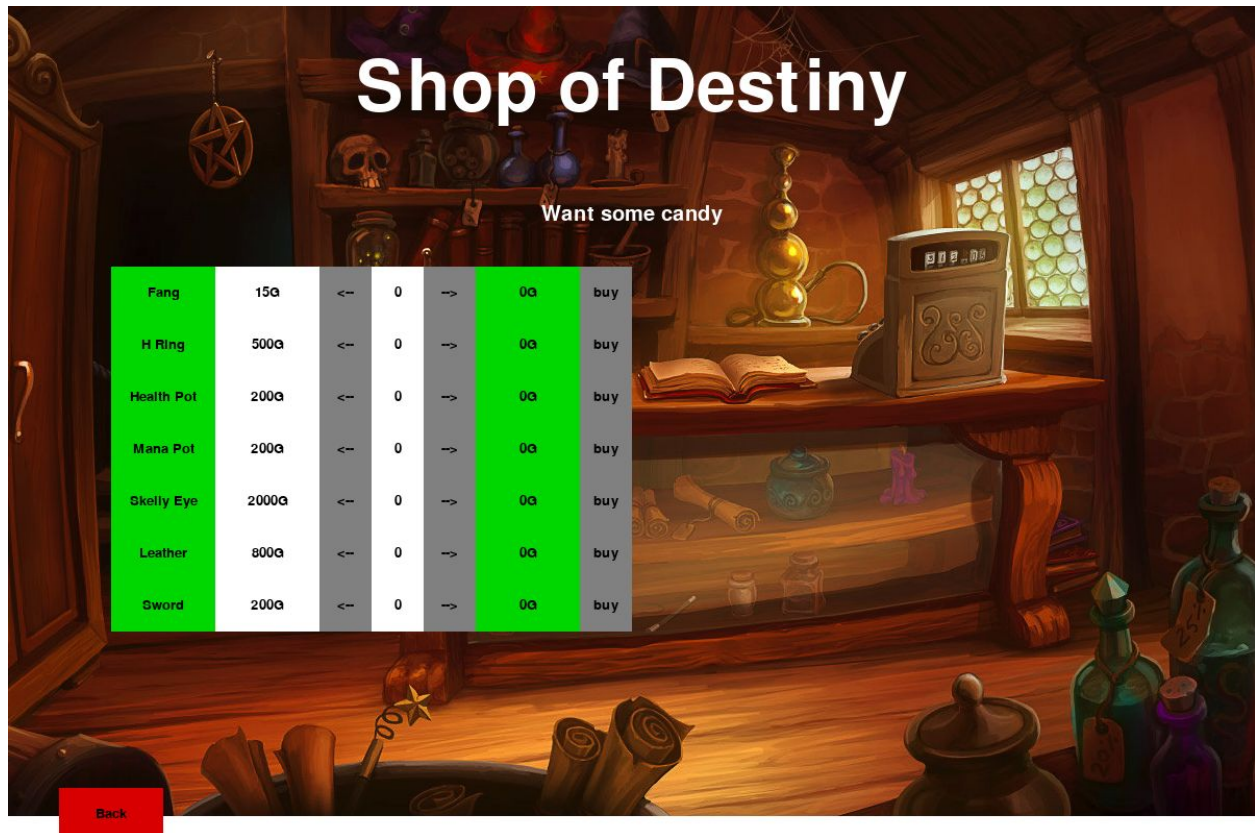 Shop of Destiny
Want some candy
Fang 15G <-- 0 --> 0G buy
H Ring 500G <-- 0 --> 0G buy
Health Pot 200G <-- 0 --> 0G buy
Mana Pot 200G <-- 0 --> 0G buy
Skelly Eye 2000G <-- 0 --> 0G buy
Leather 800G <-- 0 --> 0G buy
Sword 200G <-- 0 --> 0G buy
25%
20%
Back